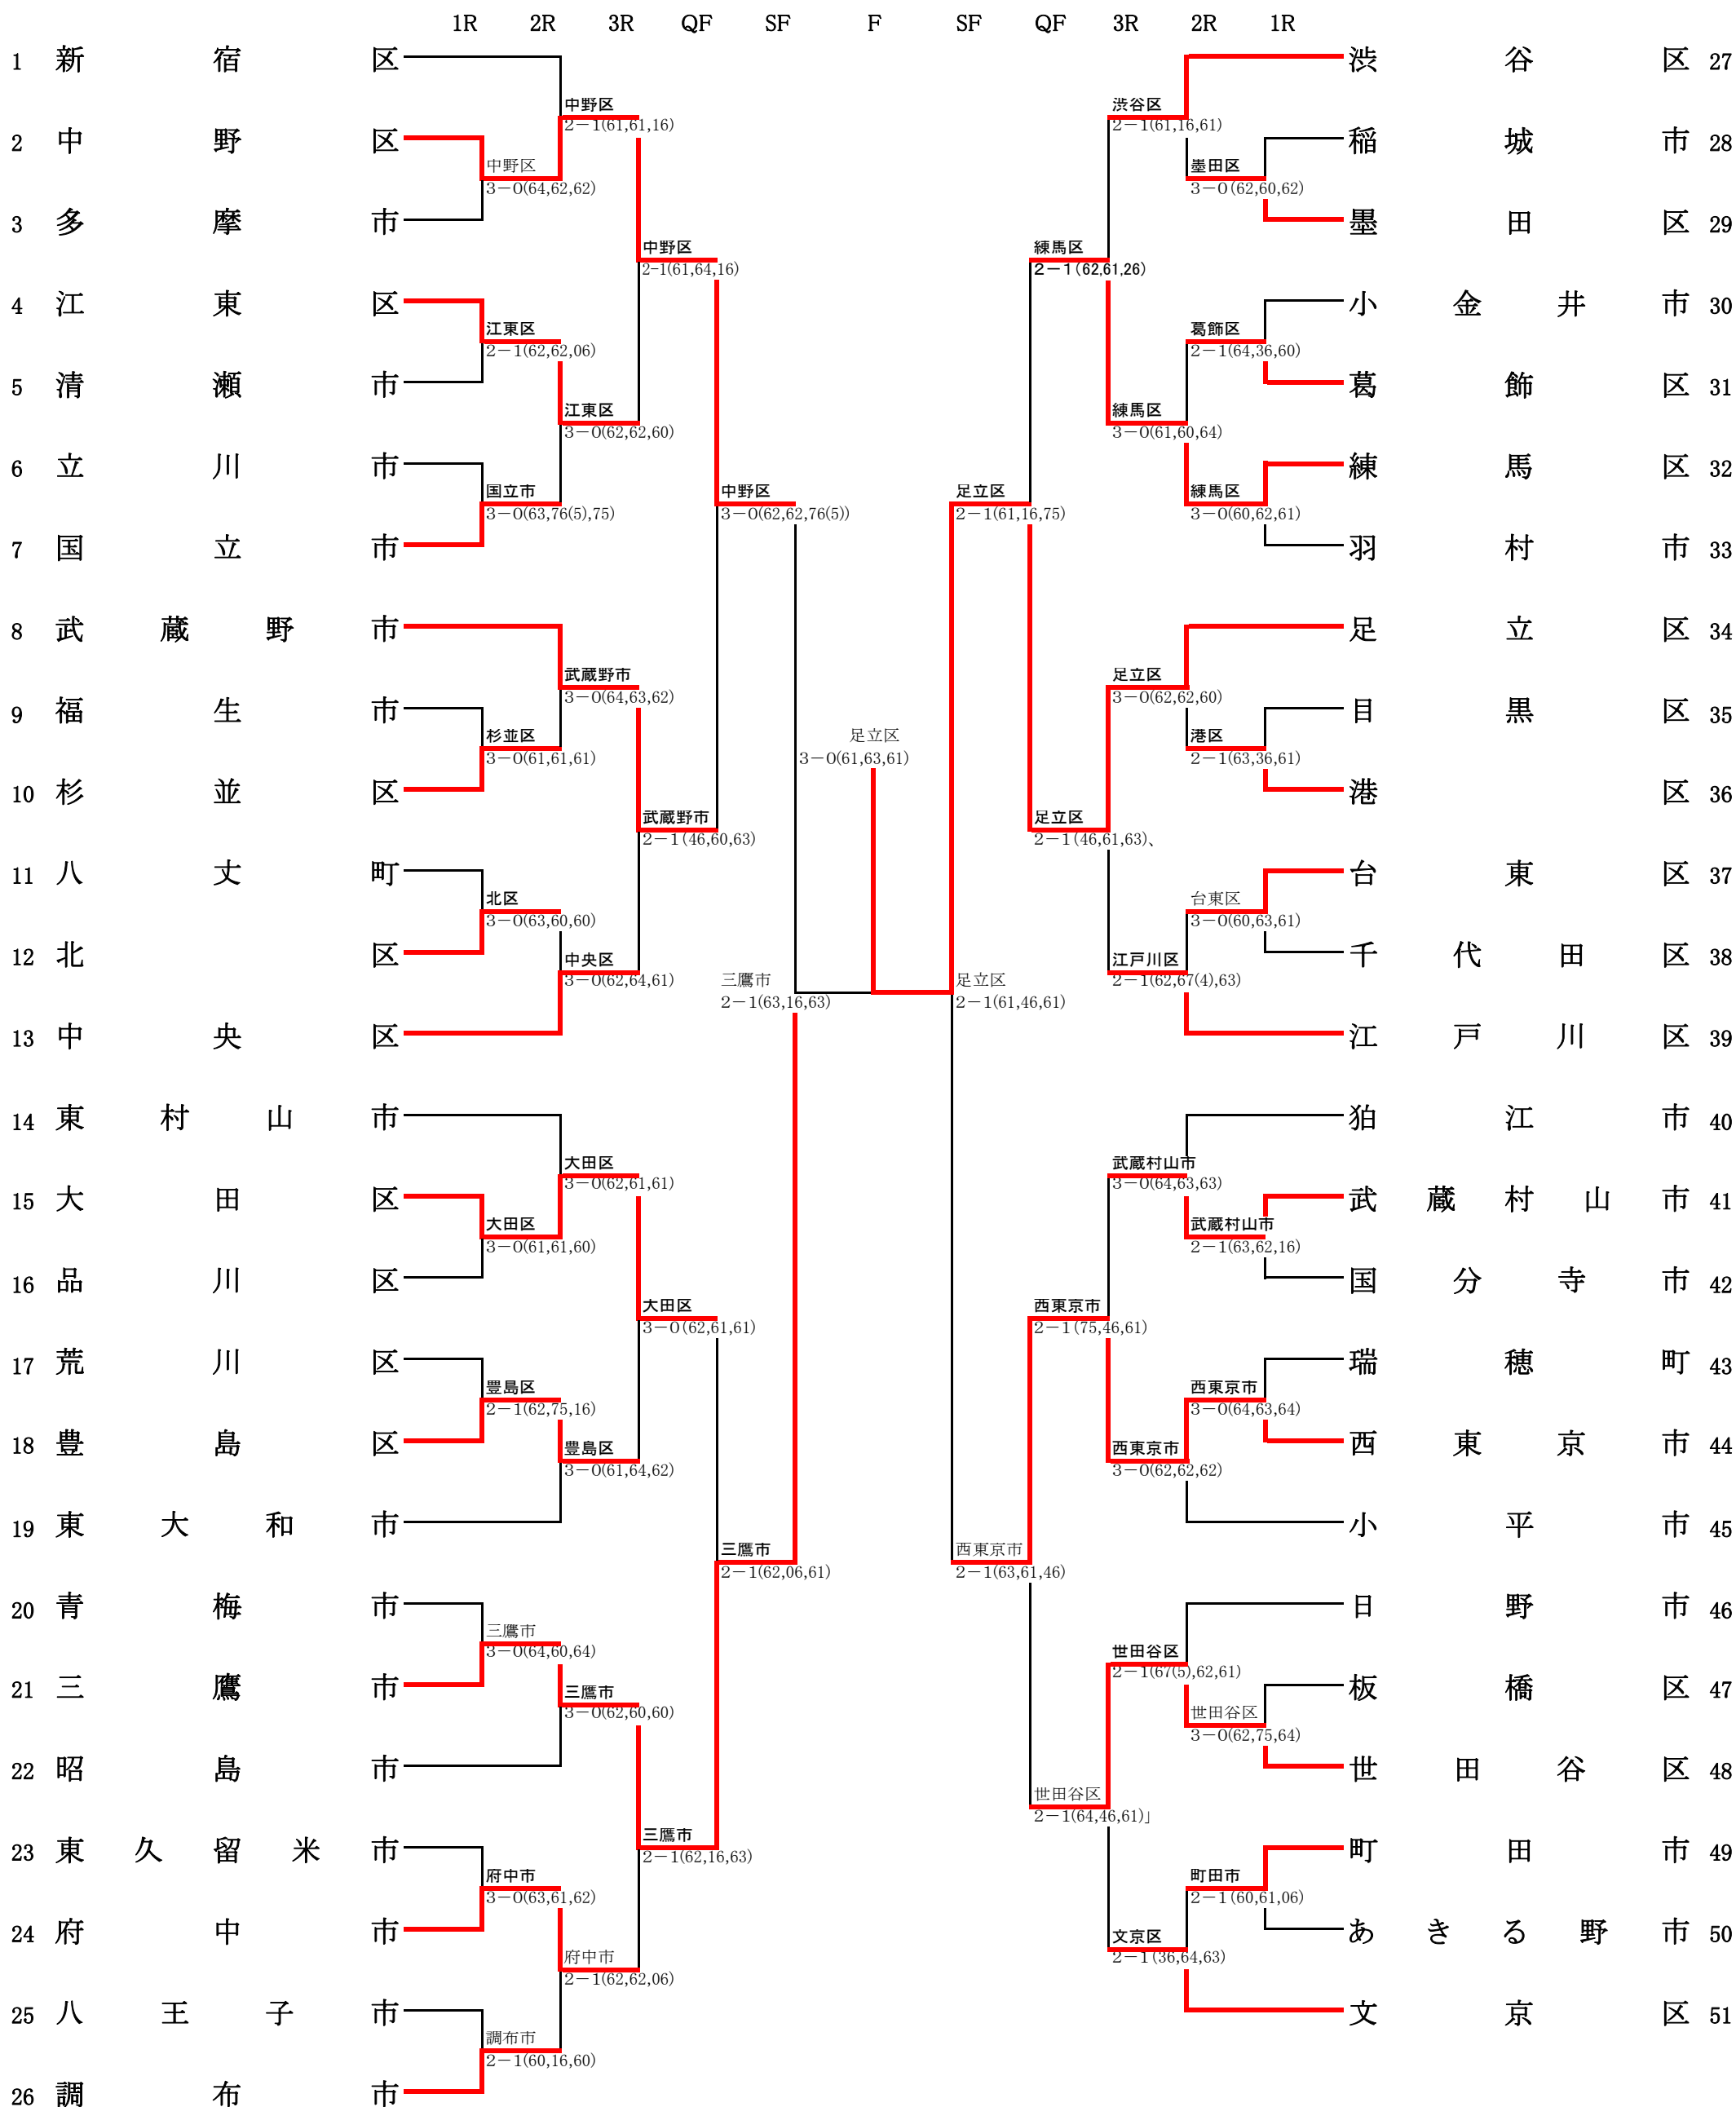 1R 2R 3R QF SF F SF QF 3R 2R 1R
1 新宿区
2 中野区
3 多摩市
4 江東区
5 清瀬市
6 立川市
7 国立市
8 武蔵野市
9 福生市
10 杉並区
11 八丈町
12 北区
13 中央区
14 東村山市
15 大田区
16 品川区
17 荒川区
18 豊島区
19 東大和市
20 青梅市
21 三鷹市
22 昭島市
23 東久留米市
24 府中市
25 八王子市
26 調布市
中野区
3－0(64,62,62)
江東区
2－1(62,62,06)
国立市
3－0(63,76(5),75)
杉並区
3－0(61,61,61)
北区
3－0(63,60,60)
大田区
3－0(61,61,60)
豊島区
2－1(62,75,16)
三鷹市
3－0(64,60,64)
府中市
3－0(63,61,62)
調布市
2－1(60,16,60)
中野区
2－1(61,61,16)
江東区
3－0(62,62,60)
武蔵野市
3－0(64,63,62)
中央区
3－0(62,64,61)
大田区
3－0(62,61,61)
豊島区
3－0(61,64,62)
三鷹市
3－0(62,60,60)
府中市
2－1(62,62,06)
中野区
2-1(61,64,16)
武蔵野市
2－1(46,60,63)
大田区
3－0(62,61,61)
三鷹市
2－1(62,16,63)
中野区
3－0(62,62,76(5))
三鷹市
2－1(62,06,61)
三鷹市
2－1(63,16,63)
足立区
3－0(61,63,61)
足立区
2－1(61,46,61)
足立区
2－1(61,16,75)
西東京市
2－1(63,61,46)
練馬区
2－1(62,61,26)
足立区
2－1(46,61,63)、
西東京市
2－1(75,46,61)
世田谷区
2－1(64,46,61)」
渋谷区
2－1(61,16,61)
練馬区
3－0(61,60,64)
足立区
3－0(62,62,60)
江戸川区
2－1(62,67(4),63)
武蔵村山市
3－0(64,63,63)
西東京市
3－0(62,62,62)
世田谷区
2－1(67(5),62,61)
文京区
2－1(36,64,63)
墨田区
3－0(62,60,62)
葛飾区
2－1(64,36,60)
練馬区
3－0(60,62,61)
港区
2－1(63,36,61)
台東区
3－0(60,63,61)
武蔵村山市
2－1(63,62,16)
西東京市
3－0(64,63,64)
世田谷区
3－0(62,75,64)
町田市
2－1(60,61,06)
渋谷区 27
稲城市 28
墨田区 29
小金井市 30
葛飾区 31
練馬区 32
羽村市 33
足立区 34
目黒区 35
港区 36
台東区 37
千代田区 38
江戸川区 39
狛江市 40
武蔵村山市 41
国分寺市 42
瑞穂町 43
西東京市 44
小平市 45
日野市 46
板橋区 47
世田谷区 48
町田市 49
あきる野市 50
文京区 51